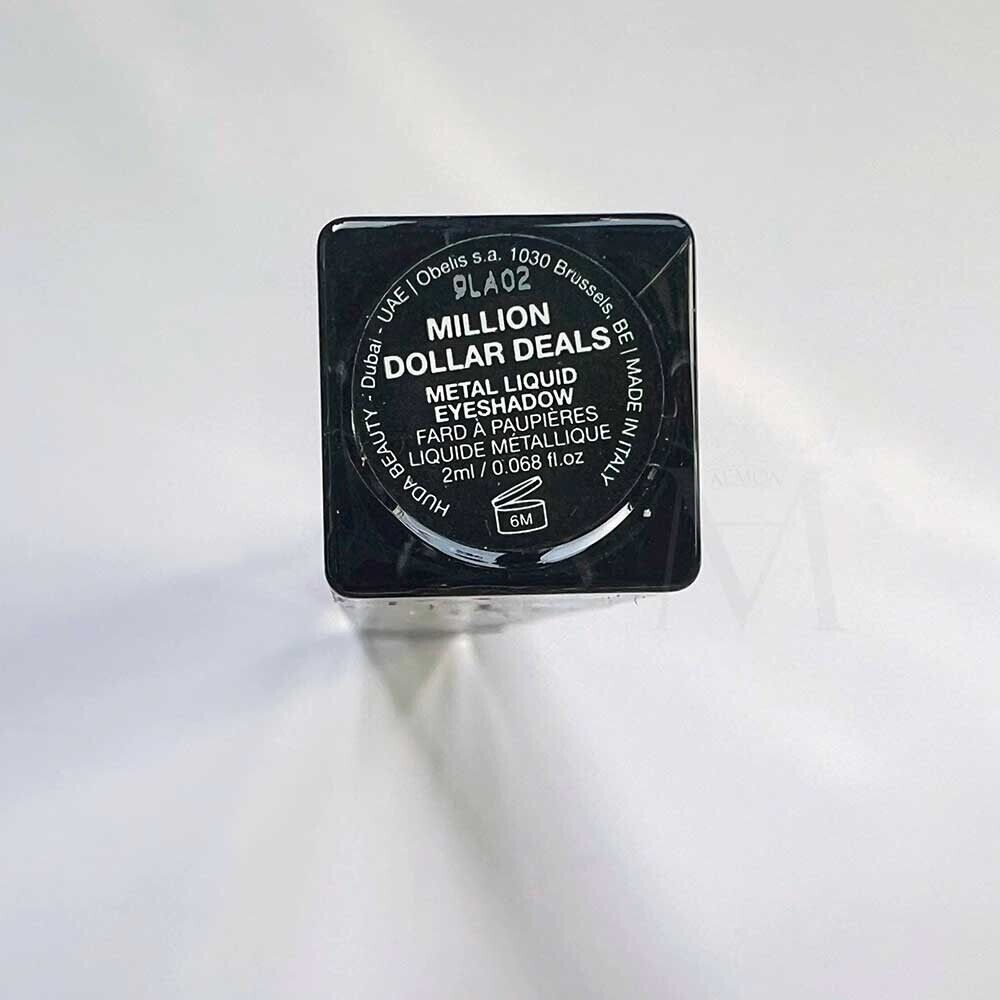 HUDA BEAUTY - Dubai - UAE | Obelis s.a. 1030 Brussels, BE | MADE IN ITALY
9LA02
MILLION
DOLLAR DEALS
METAL LIQUID
EYESHADOW
FARD À PAUPIÈRES
LIQUIDE MÉTALLIQUE
2ml / 0.068 fl.oz
6M